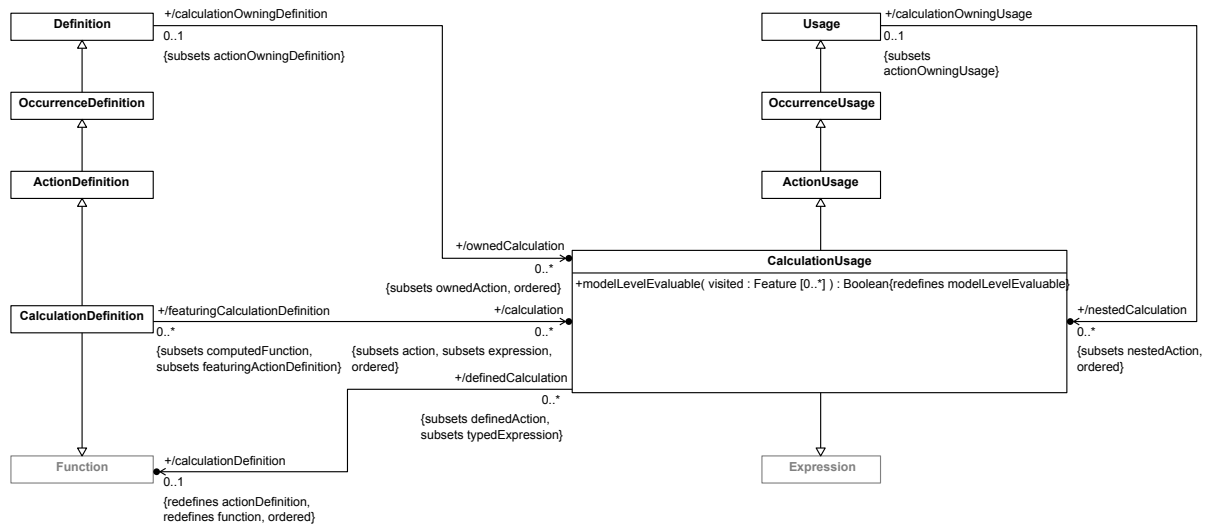 +/calculationOwningDefinition
Definition
0..1
{subsets actionOwningDefinition}
+/calculationOwningUsage
Usage
0..1
{subsets
actionOwningUsage}
OccurrenceDefinition
OccurrenceUsage
ActionDefinition
ActionUsage
+/ownedCalculation
0..*
{subsets ownedAction, ordered}
CalculationUsage
+modelLevelEvaluable( visited : Feature [0..*] ) : Boolean{redefines modelLevelEvaluable}
CalculationDefinition
+/featuringCalculationDefinition
0..*
{subsets computedFunction,
subsets featuringActionDefinition}
+/calculation
0..*
{subsets action, subsets expression,
ordered}
+/nestedCalculation
0..*
{subsets nestedAction,
ordered}
+/definedCalculation
0..*
{subsets definedAction,
subsets typedExpression}
Function
+/calculationDefinition
0..1
{redefines actionDefinition,
redefines function, ordered}
Expression